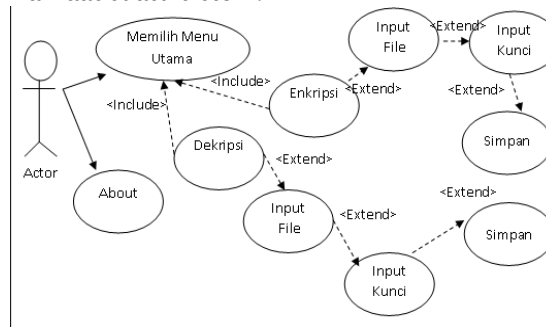 Memilih Menu
Utama
Input
File
<Extend>
Input
Kunci
<Include>
Enkripsi
<Extend>
<Extend>
<Include>
Dekripsi
<Extend>
Simpan
Actor
About
Input
File
<Extend>
<Extend>
Simpan
Input
Kunci